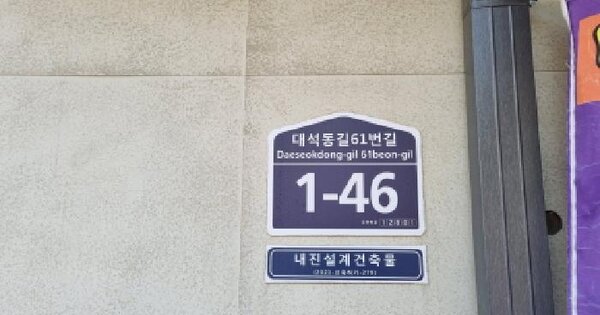 대석동길61번길
Daeseokdong-gil 61beon-gil
1-46
내진설계건축물